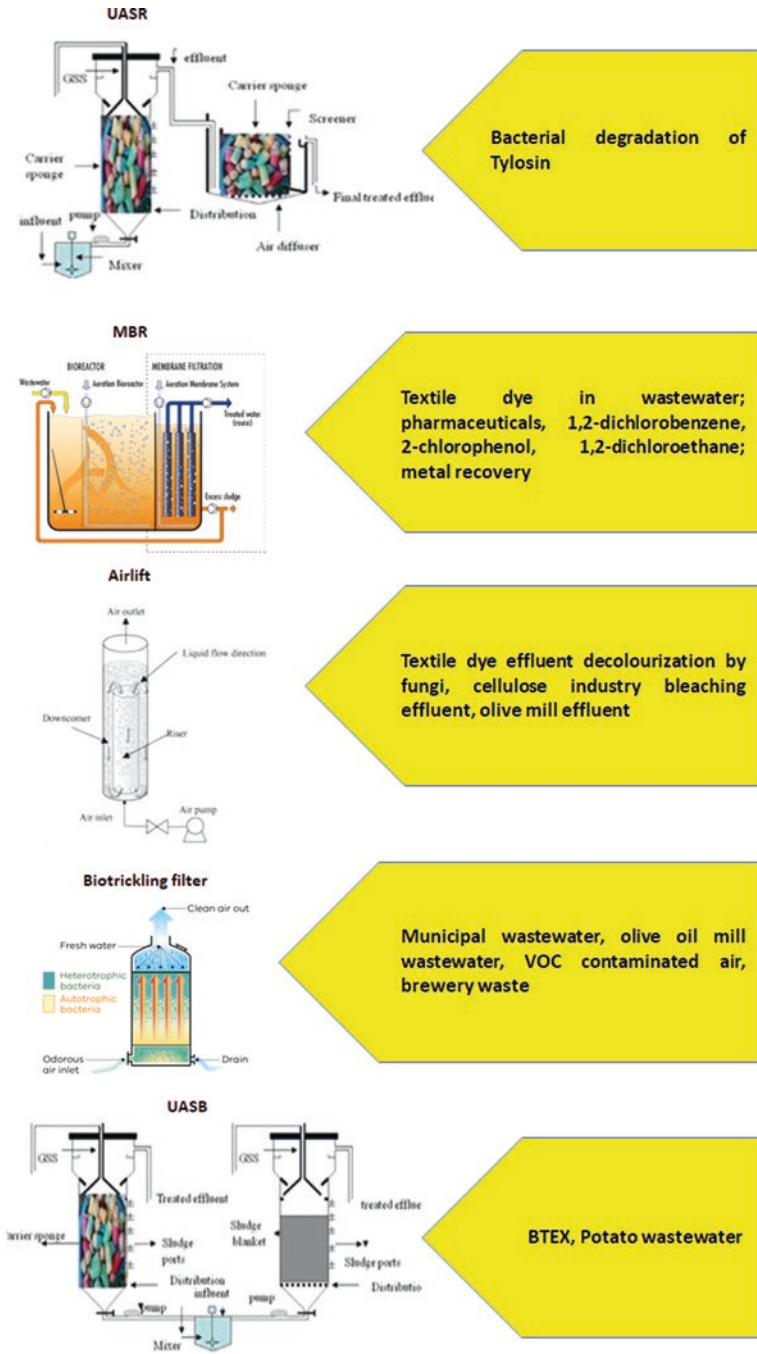 UASR
effluent
GSS
Carrier sponge
Screener
Carrier
sponge
influent
pump
Distribution
Final treated efflue
Air diffuser
Mixer
Bacterial degradation of
Tylosin
MBR
BIOREACTOR
MEMBRANE FILTRATION
Wastewater
Aeration Bioreactor
Aeration Membrane System
Treated water
(reuse)
Excess sludge
Textile dye in wastewater;
pharmaceuticals, 1,2-dichlorobenzene,
2-chlorophenol, 1,2-dichloroethane;
metal recovery
Airlift
Air outlet
Liquid flow direction
Downcomer
Riser
Air pump
Air inlet
Textile dye effluent decolourization by
fungi, cellulose industry bleaching
effluent, olive mill effluent
Biotrickling filter
Clean air out
Fresh water
Heterotrophic
bacteria
Autotrophic
bacteria
Odorous
air inlet
Drain
Municipal wastewater, olive oil mill
wastewater, VOC contaminated air,
brewery waste
UASB
GSS
GSS
Treated effluent
treated efflue
Carrier sponge
Sludge
ports
Sludge
blanket
Sludge ports
Distribution
Distributio
influent
pump
pump
Mixer
BTEX, Potato wastewater